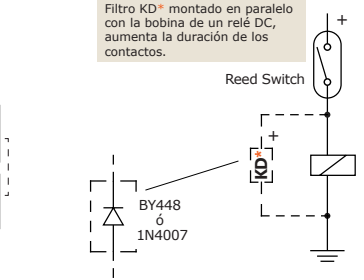 Filtro KD* montado en paralelo
con la bobina de un relé DC,
aumenta la duración de los
contactos.
+
Reed Switch
+
KD*
BY448
ó
1N4007